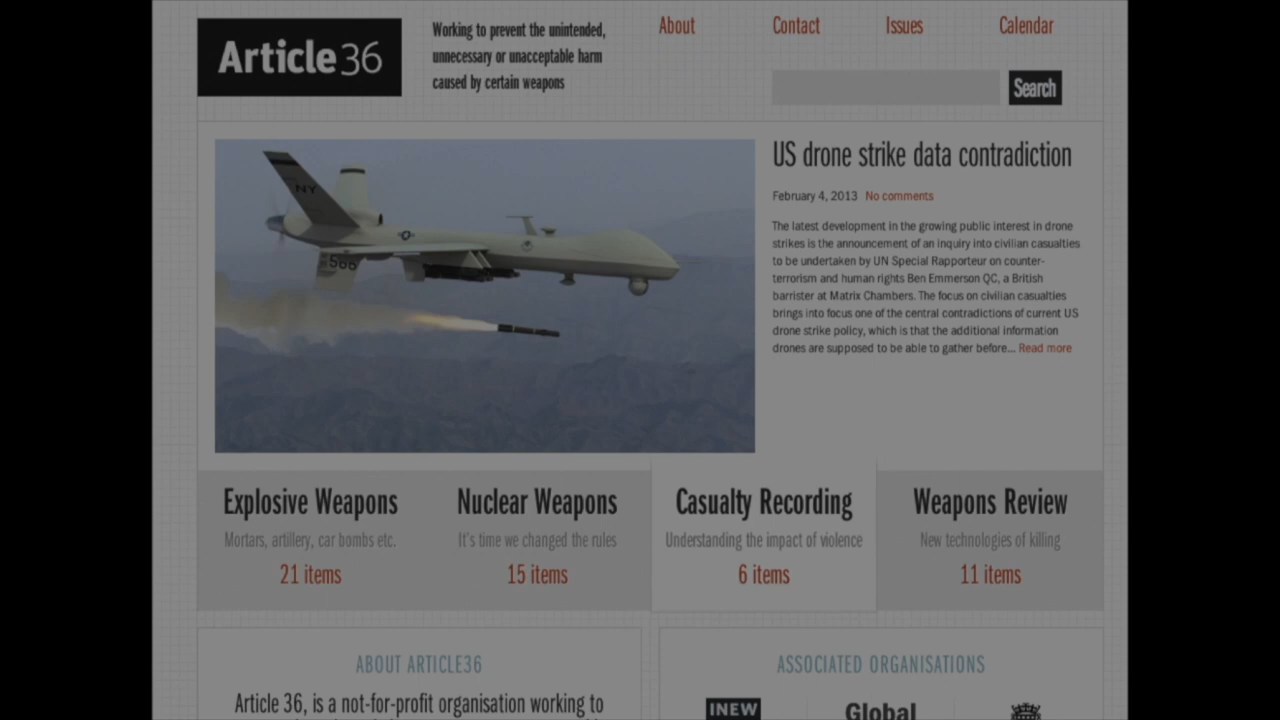 Article 36
Working to prevent the unintended,
unnecessary or unacceptable harm
caused by certain weapons
About
Contact
Issues
Calendar
Search
NY
566
US drone strike data contradiction
February 4, 2013 No comments
The latest development in the growing public interest in drone
strikes is the announcement of an inquiry into civilian casualties
to be undertaken by UN Special Rapporteur on counter-
terrorism and human rights Ben Emmerson QC, a British
barrister at Matrix Chambers. The focus on civilian casualties
brings into focus one of the central contradictions of current US
drone strike policy, which is that the additional information
drones are supposed to be able to gather before... Read more
Explosive Weapons
Mortars, artillery, car bombs etc.
21 items
Nuclear Weapons
It's time we changed the rules
15 items
Casualty Recording
Understanding the impact of violence
6 items
Weapons Review
New technologies of killing
11 items
ABOUT ARTICLE36
Article 36, is a not-for-profit organisation working to
ASSOCIATED ORGANISATIONS
INEW
Global